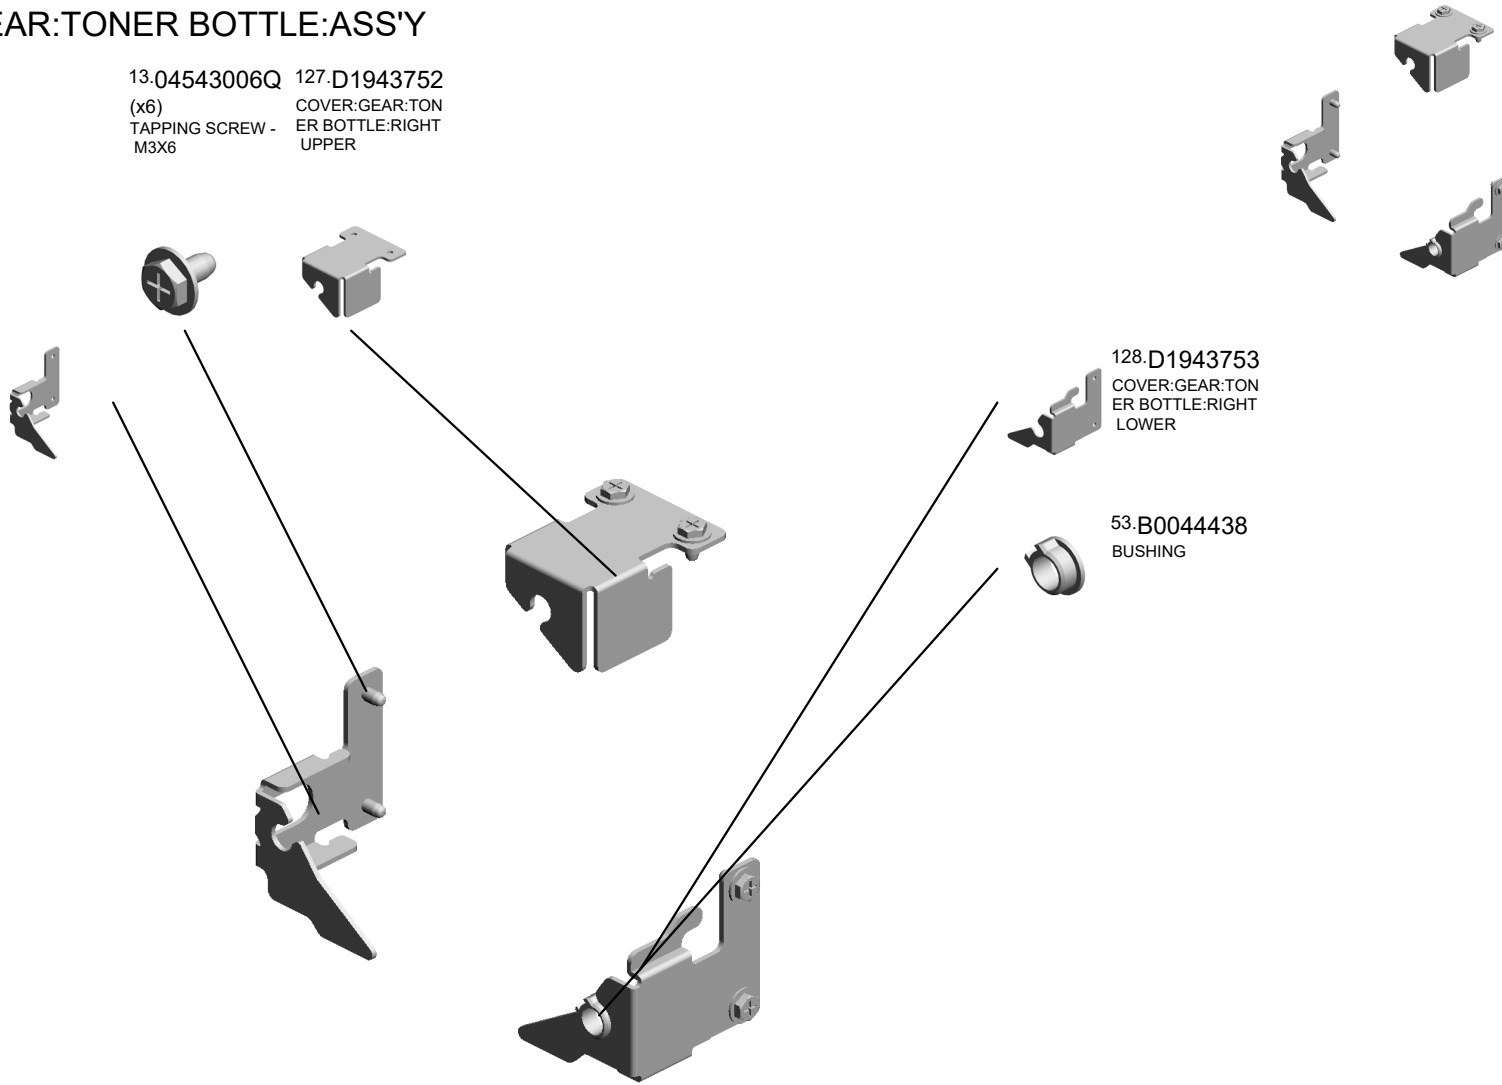 EAR:TONER BOTTLE:ASS'Y
13.04543006Q
(x6)
TAPPING SCREW -
M3X6
127.D1943752
COVER:GEAR:TON
ER BOTTLE:RIGHT
UPPER
128.D1943753
COVER:GEAR:TON
ER BOTTLE:RIGHT
LOWER
53.B0044438
BUSHING